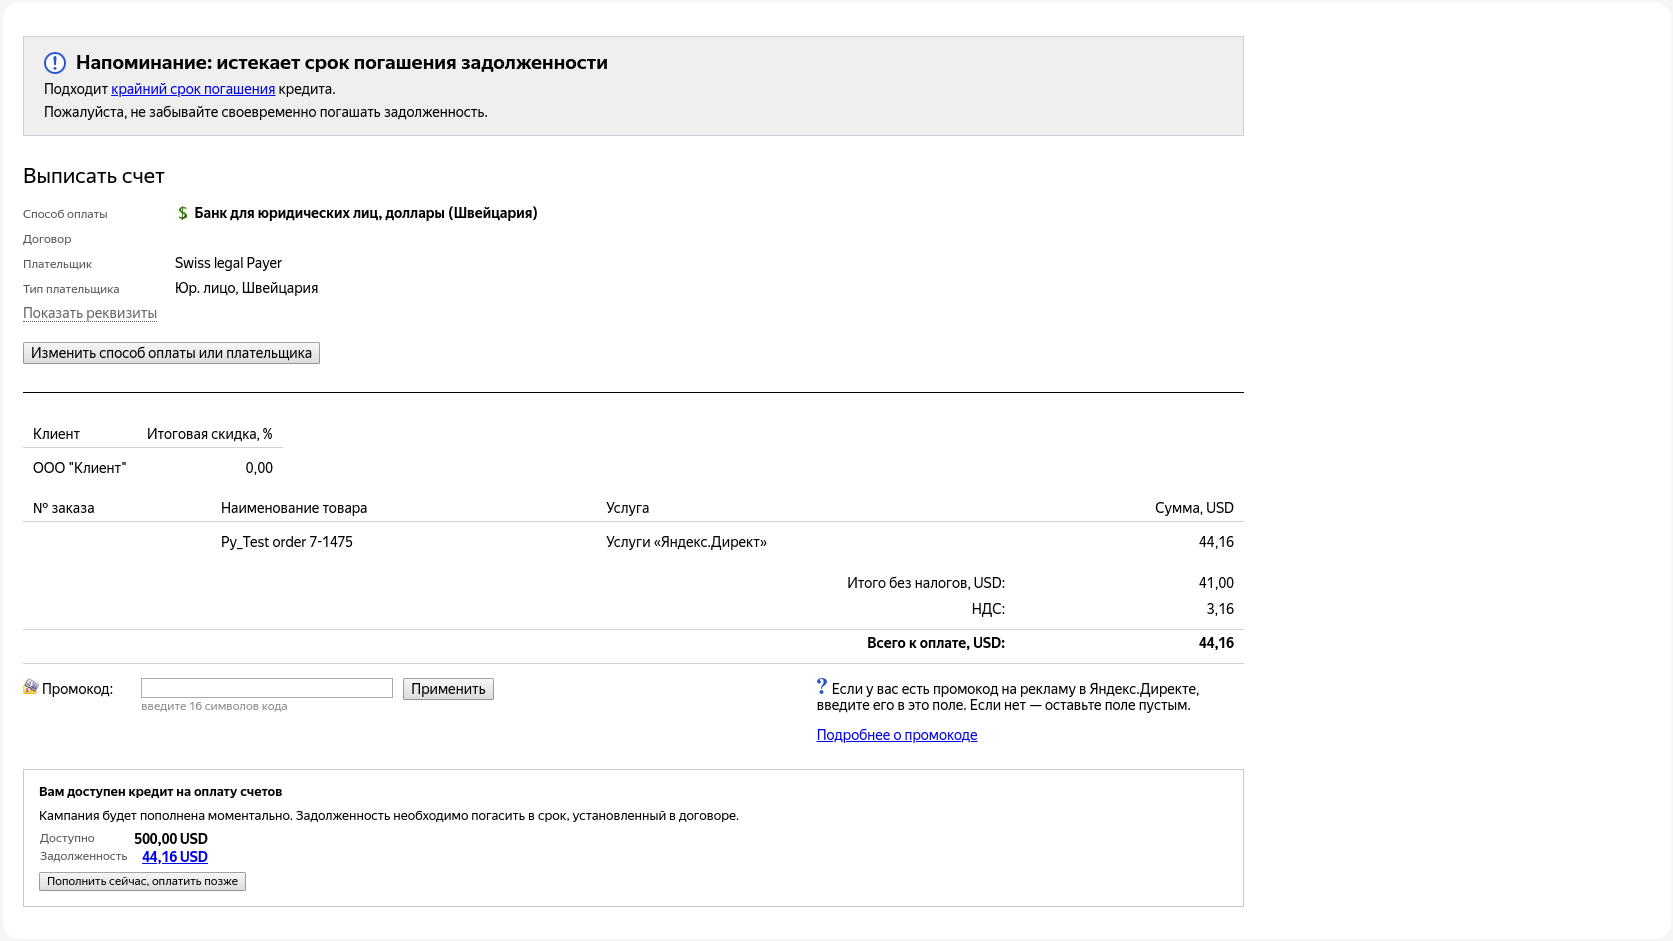 Напоминание: истекает срок погашения задолженности
Подходит крайний срок погашения кредита.
Пожалуйста, не забывайте своевременно погашать задолженность.
Выписать счет
Способ оплаты $ Банк для юридических лиц, доллары (Швейцария)
Договор
Плательщик Swiss legal Payer
Тип плательщика Юр. лицо, Швейцария
Показать реквизиты
Изменить способ оплаты или плательщика
Клиент Итоговая скидка, %
ООО "Клиент" 0,00
№ заказа Наименование товара Услуга Сумма, USD
Py_Test order 7-1475 Услуги «Яндекс.Директ» 44,16
Итого без налогов, USD: 41,00
НДС: 3,16
Всего к оплате, USD: 44,16
Промокод: Применить
введите 16 символов кода
? Если у вас есть промокод на рекламу в Яндекс.Директе,
введите его в это поле. Если нет — оставьте поле пустым.
Подробнее о промокоде
Вам доступен кредит на оплату счетов
Кампания будет пополнена моментально. Задолженность необходимо погасить в срок, установленный в договоре.
Доступно 500,00 USD
Задолженность 44,16 USD
Пополнить сейчас, оплатить позже